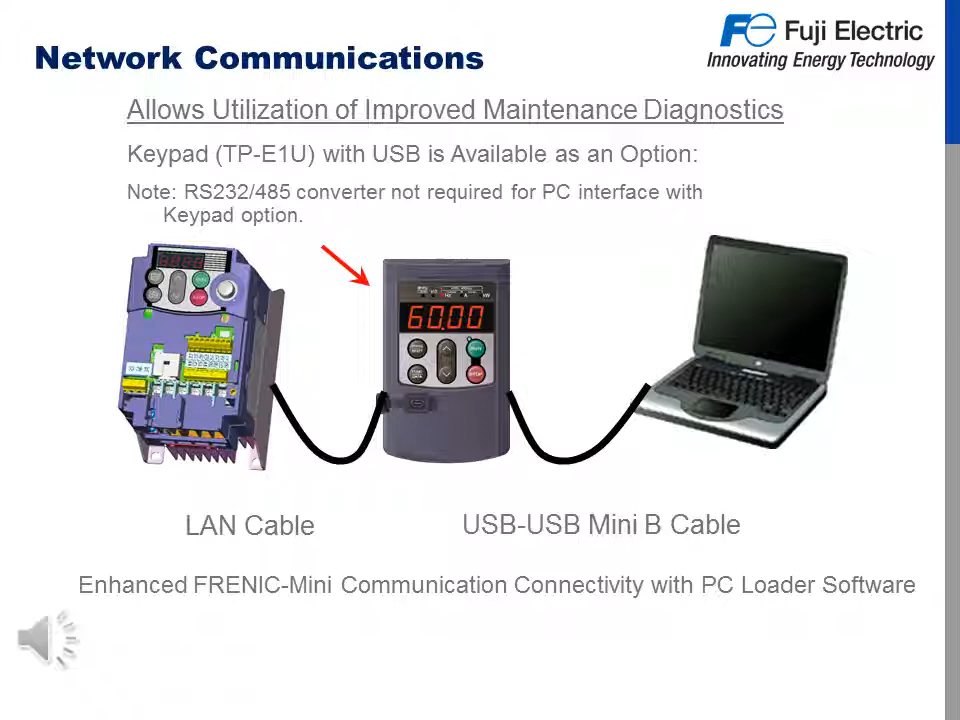 Fuji Electric
Innovating Energy Technology
Network Communications
Allows Utilization of Improved Maintenance Diagnostics
Keypad (TP-E1U) with USB is Available as an Option:
Note: RS232/485 converter not required for PC interface with
Keypad option.
60.00
LAN Cable
USB-USB Mini B Cable
Enhanced FRENIC-Mini Communication Connectivity with PC Loader Software